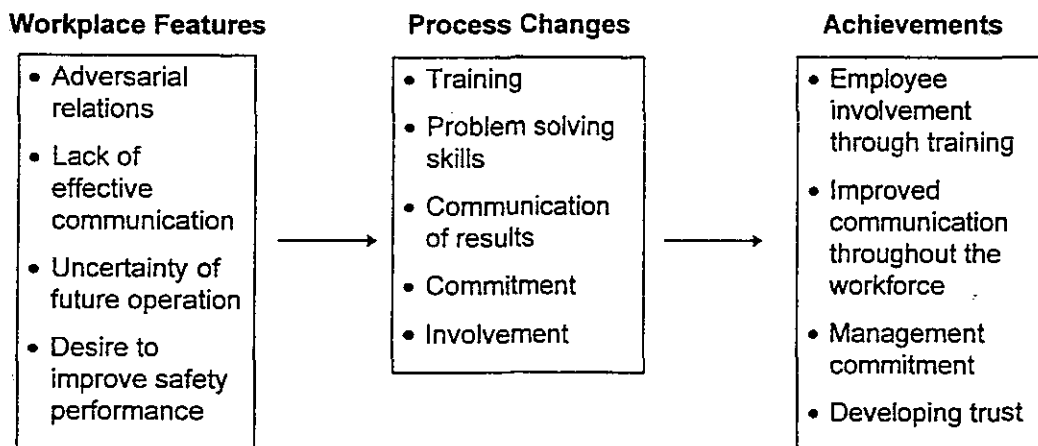 Workplace Features
• Adversarial
relations
• Lack of
effective
communication
• Uncertainty of
future operation
• Desire to
improve safety
performance
Process Changes
• Training
• Problem solving
skills
• Communication
of results
• Commitment
• Involvement
Achievements
• Employee
involvement
through training
• Improved
communication
throughout the
workforce
• Management
commitment
• Developing trust